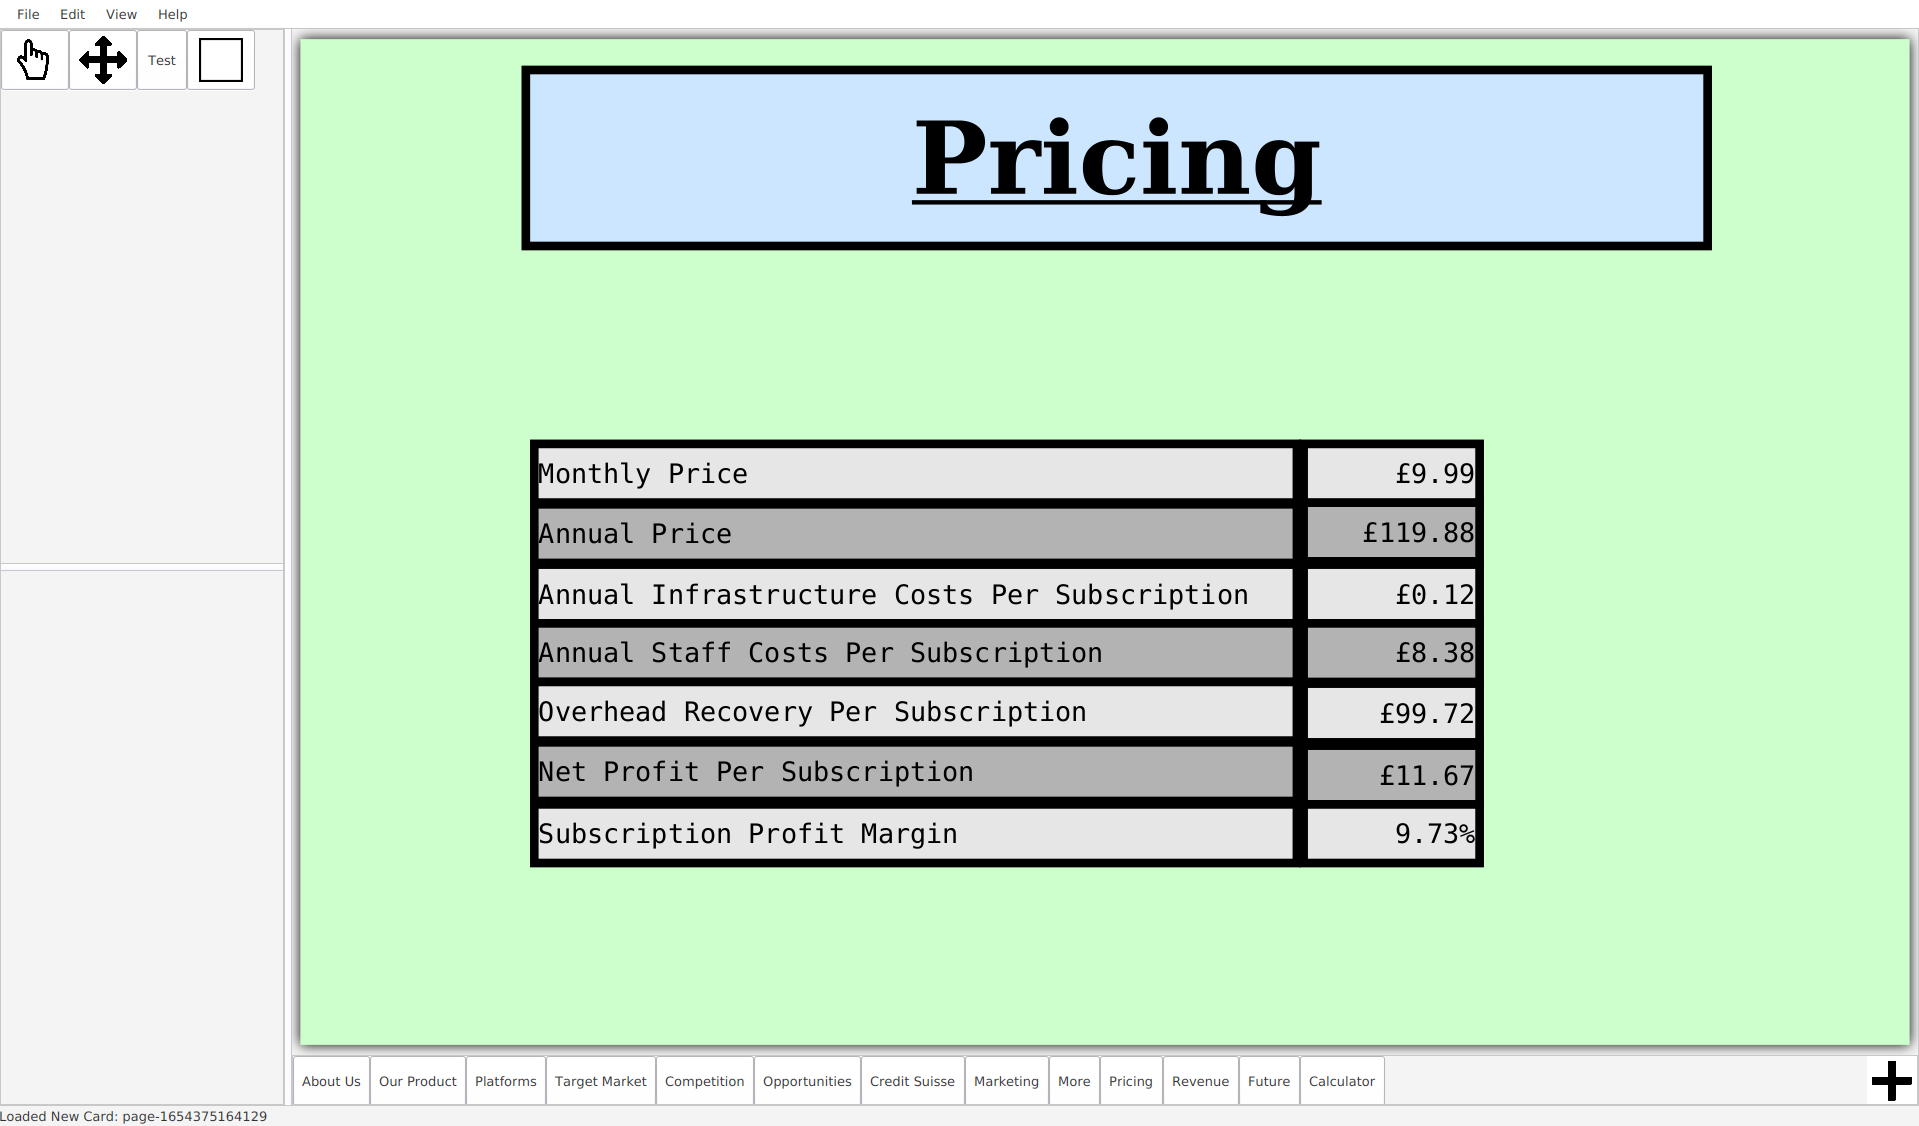 File Edit View Help
Test
Pricing
Monthly Price £9.99
Annual Price £119.88
Annual Infrastructure Costs Per Subscription £0.12
Annual Staff Costs Per Subscription £8.38
Overhead Recovery Per Subscription £99.72
Net Profit Per Subscription £11.67
Subscription Profit Margin 9.73%
About Us Our Product Platforms Target Market Competition Opportunities Credit Suisse Marketing More Pricing Revenue Future Calculator
Loaded New Card: page-1654375164129